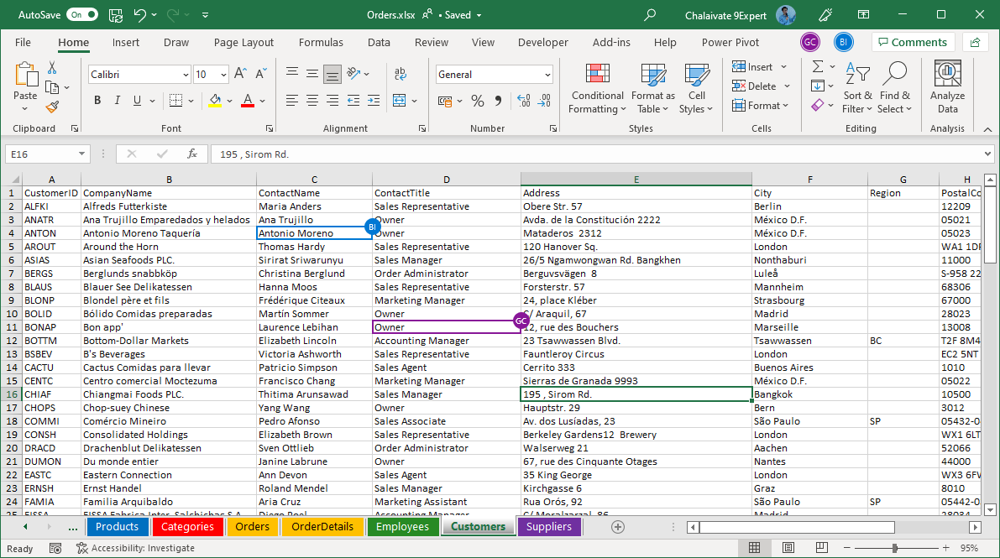 AutoSave On Orders.xlsx • Saved Chalaivate 9Expert
File Home Insert Draw Page Layout Formulas Data Review View Developer Add-ins Help Power Pivot GC BI Comments
Calibri 10 General Insert Delete Format
Paste B I U ab % Conditional Formatting Format as Table Cell Styles Sort & Filter Find & Select Analyze Data
Clipboard Font Alignment Number Styles Cells Editing Analysis
E16 fx 195 , Sirom Rd.
A B C D E F G H
1 CustomerID CompanyName ContactName ContactTitle Address City Region PostalCo
2 ALFKI Alfreds Futterkiste Maria Anders Sales Representative Obere Str. 57 Berlin 12209
3 ANATR Ana Trujillo Emparedados y helados Ana Trujillo Owner Avda. de la Constitución 2222 México D.F. 05021
4 ANTON Antonio Moreno Taquería Antonio Moreno BI Owner Mataderos  2312 México D.F. 05023
5 AROUT Around the Horn Thomas Hardy Sales Representative 120 Hanover Sq. London WA1 1DP
6 ASIAS Asian Seafoods PLC. Sirirat Sriwarunyu Sales Manager 26/5 Ngamwongwan Rd. Bangkhen Nonthaburi 11000
7 BERGS Berglunds snabbköp Christina Berglund Order Administrator Berguvsvägen  8 Luleå S-958 22
8 BLAUS Blauer See Delikatessen Hanna Moos Sales Representative Forsterstr. 57 Mannheim 68306
9 BLONP Blondel père et fils Frédérique Citeaux Marketing Manager 24, place Kléber Strasbourg 67000
10 BOLID Bólido Comidas preparadas Martín Sommer Owner C/ Araquil, 67 Madrid 28023
11 BONAP Bon app' Laurence Lebihan Owner GC 12, rue des Bouchers Marseille 13008
12 BOTTM Bottom-Dollar Markets Elizabeth Lincoln Accounting Manager 23 Tsawwassen Blvd. Tsawwassen BC T2F 8M4
13 BSBEV B's Beverages Victoria Ashworth Sales Representative Fauntleroy Circus London EC2 5NT
14 CACTU Cactus Comidas para llevar Patricio Simpson Sales Agent Cerrito 333 Buenos Aires 1010
15 CENTC Centro comercial Moctezuma Francisco Chang Marketing Manager Sierras de Granada 9993 México D.F. 05022
16 CHIAF Chiangmai Foods PLC. Thitima Arunsawad Sales Manager 195 , Sirom Rd. Bangkok 10500
17 CHOPS Chop-suey Chinese Yang Wang Owner Hauptstr. 29 Bern 3012
18 COMMI Comércio Mineiro Pedro Afonso Sales Associate Av. dos Lusíadas, 23 São Paulo SP 05432-0
19 CONSH Consolidated Holdings Elizabeth Brown Sales Representative Berkeley Gardens12  Brewery London WX1 6LT
20 DRACD Drachenblut Delikatessen Sven Ottlieb Order Administrator Walserweg 21 Aachen 52066
21 DUMON Du monde entier Janine Labrune Owner 67, rue des Cinquante Otages Nantes 44000
22 EASTC Eastern Connection Ann Devon Sales Agent 35 King George London WX3 6FW
23 ERNSH Ernst Handel Roland Mendel Sales Manager Kirchgasse 6 Graz 8010
24 FAMIA Familia Arquibaldo Aria Cruz Marketing Assistant Rua Orós, 92 São Paulo SP 05442-0
25 FISSA FISSA Fabrica Inter. Salchichas S.A. Diego Roel Accounting Manager C/ Moralzarzal, 86 Madrid 28034
... Products Categories Orders OrderDetails Employees Customers Suppliers
Ready Accessibility: Investigate 95%